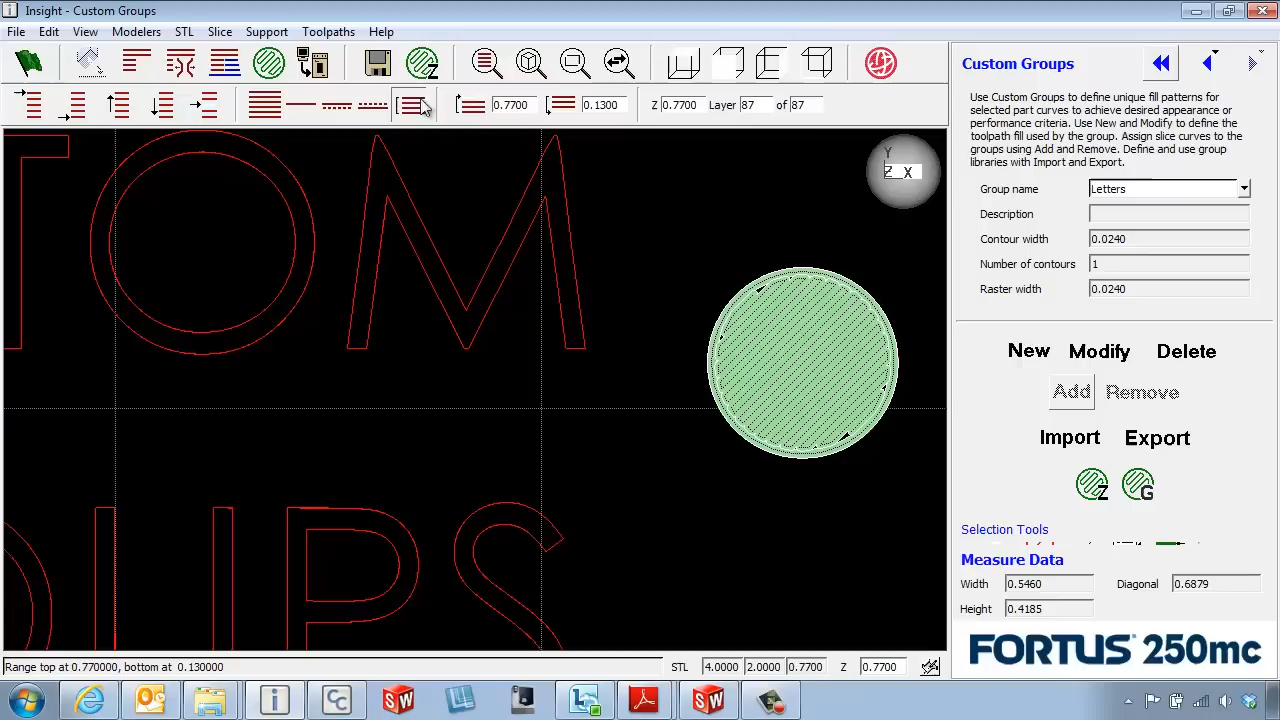 Insight - Custom Groups
File Edit View Modelers STL Slice Support Toolpaths Help
Z
0.7700 0.1300 Z 0.7700 Layer 87 of 87
TOM
UPS
Y
Z X
Custom Groups
Use Custom Groups to define unique fill patterns for
selected part curves to achieve desired appearance or
performance criteria. Use New and Modify to define the
toolpath fill used by the group. Assign slice curves to the
groups using Add and Remove. Define and use group
libraries with Import and Export.
Group name Letters
Description
Contour width 0.0240
Number of contours 1
Raster width 0.0240
New Modify Delete
Add Remove
Import Export
Z G
Selection Tools
Measure Data
Width 0.5460 Diagonal 0.6879
Height 0.4185
FORTUS 250mc
Range top at 0.770000, bottom at 0.130000
STL 4.0000 2.0000 0.7700 Z 0.7700